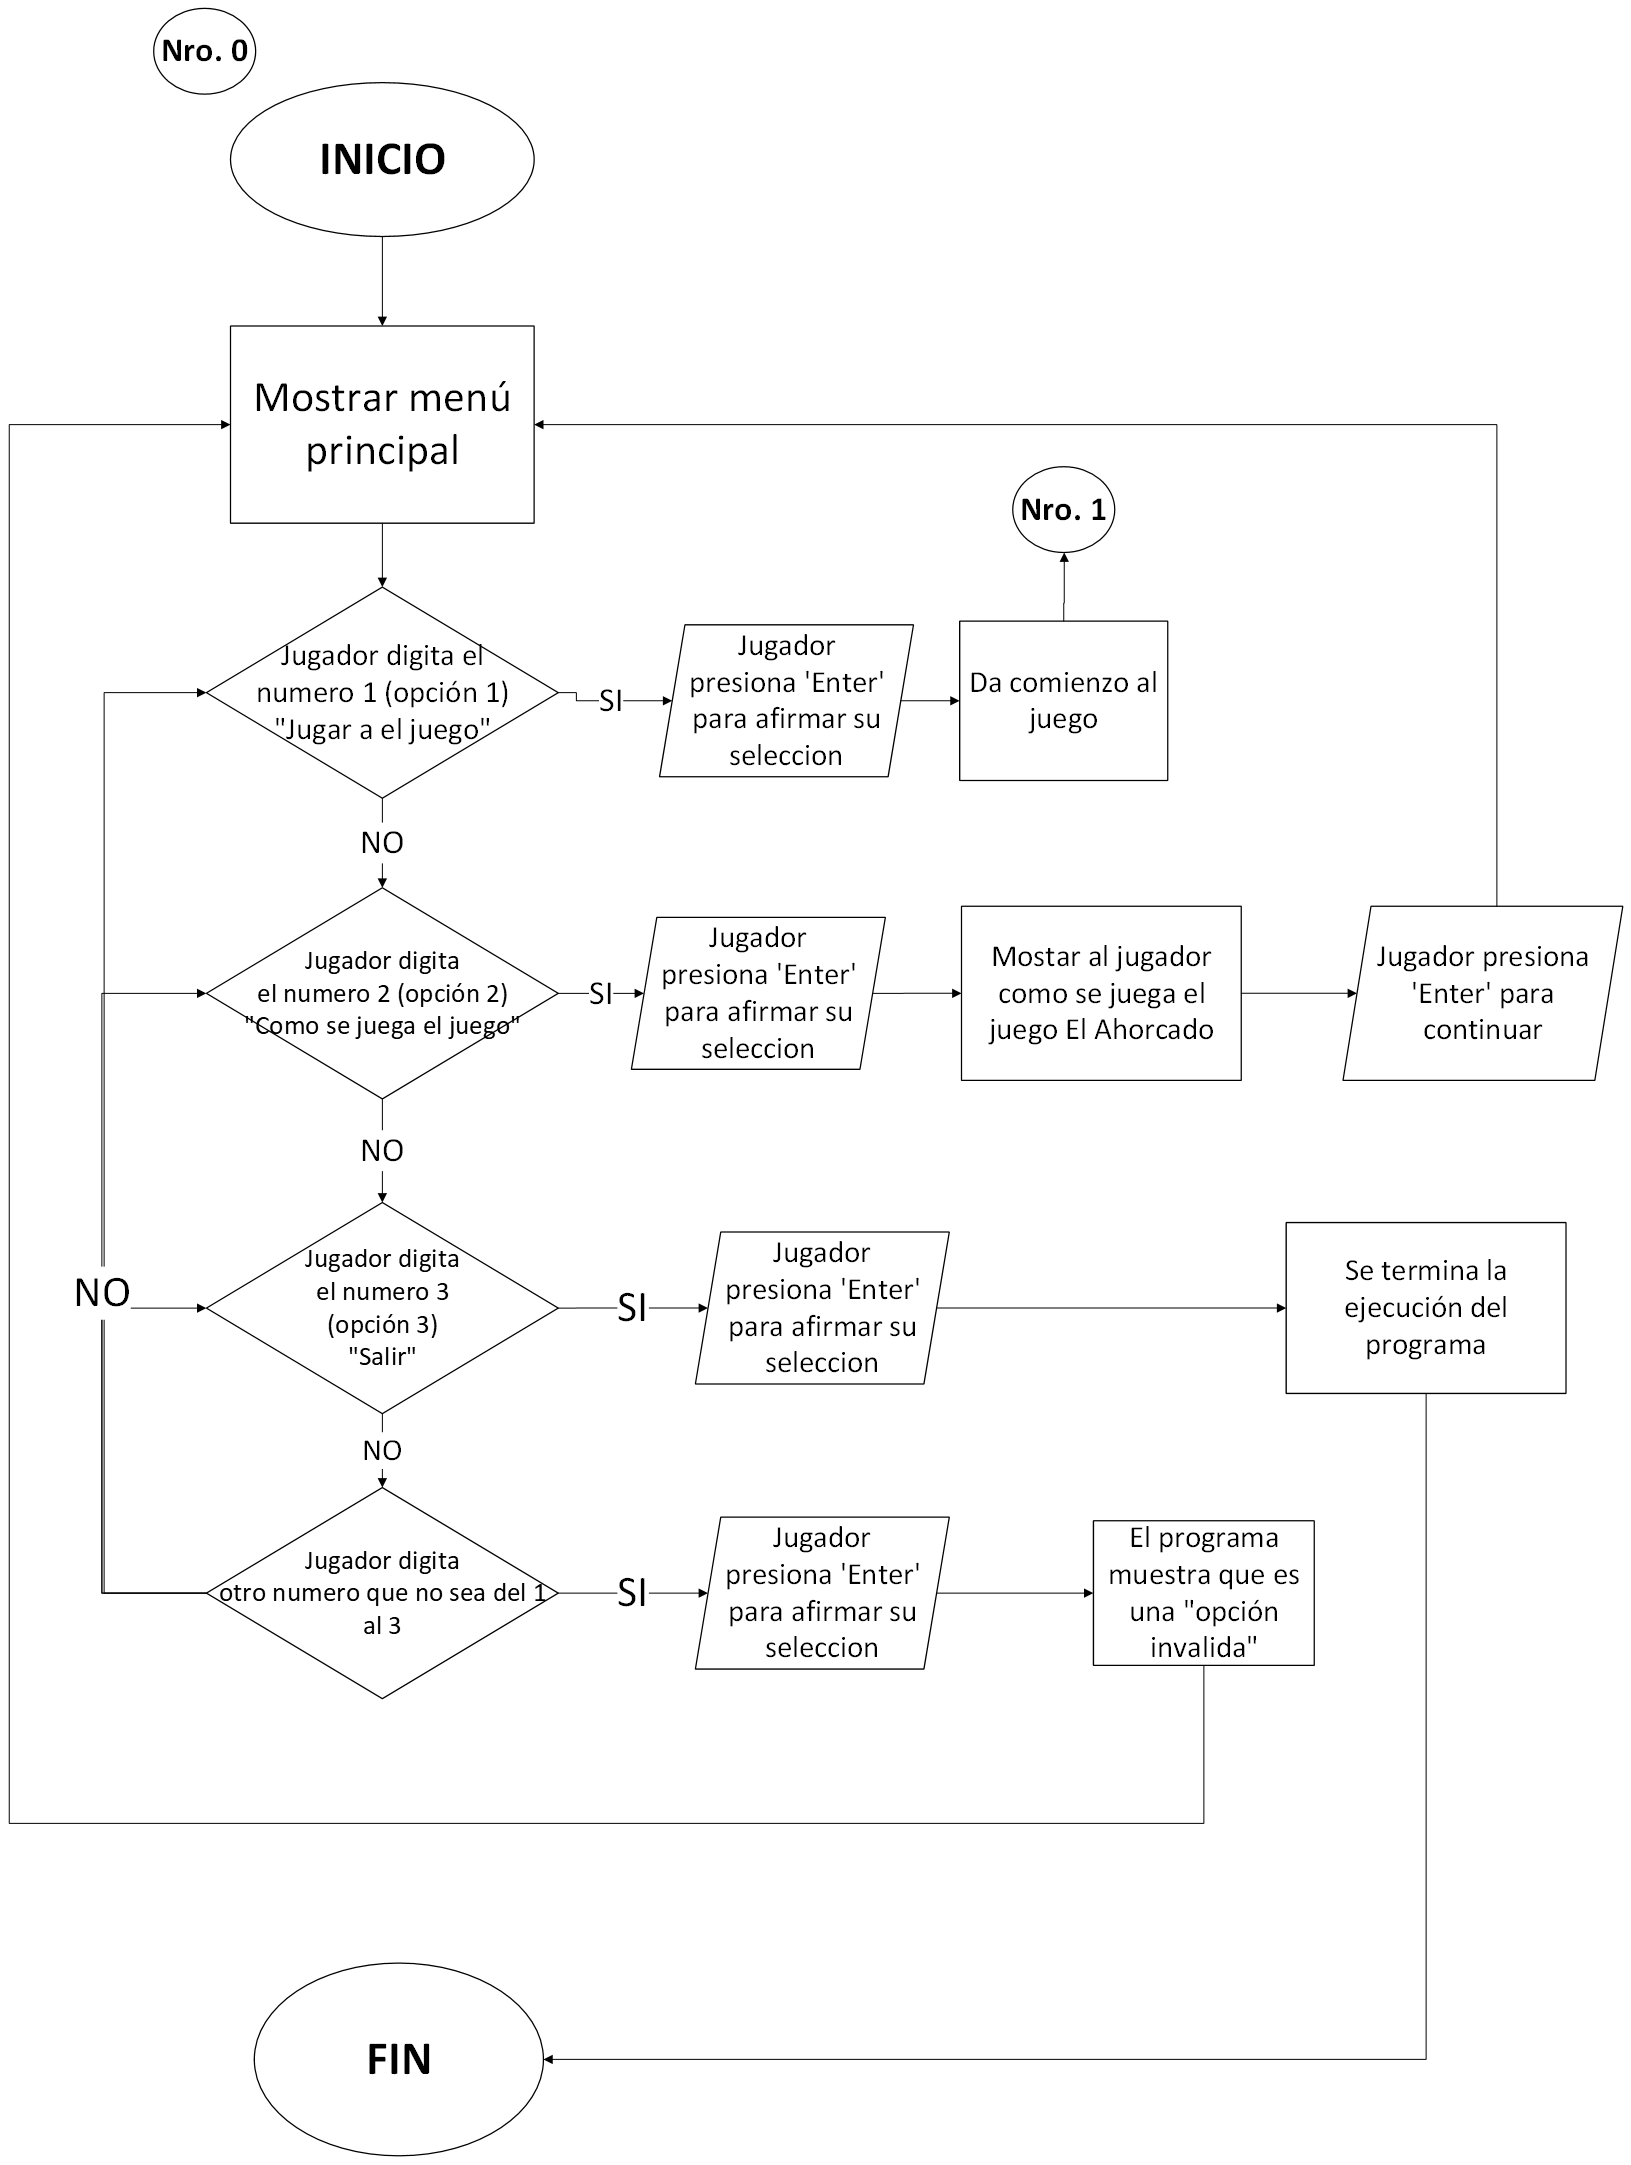 Nro. 0
INICIO
Mostrar menú
principal
Nro. 1
Jugador digita el
numero 1 (opción 1)
"Jugar a el juego"
SI
Jugador
presiona 'Enter'
para afirmar su
seleccion
Da comienzo al
juego
NO
Jugador digita
el numero 2 (opción 2)
"Como se juega el juego"
SI
Jugador
presiona 'Enter'
para afirmar su
seleccion
Mostar al jugador
como se juega el
juego El Ahorcado
Jugador presiona
'Enter' para
continuar
NO
NO
Jugador digita
el numero 3
(opción 3)
"Salir"
SI
Jugador
presiona 'Enter'
para afirmar su
seleccion
Se termina la
ejecución del
programa
NO
Jugador digita
otro numero que no sea del 1
al 3
SI
Jugador
presiona 'Enter'
para afirmar su
seleccion
El programa
muestra que es
una "opción
invalida"
FIN